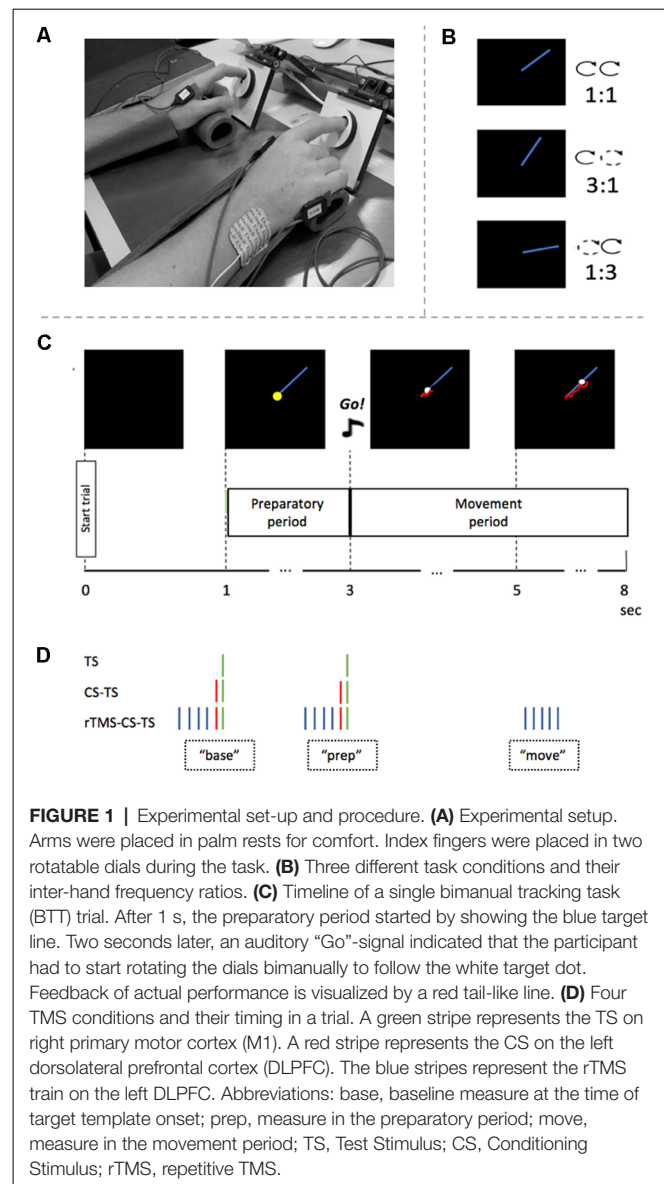 A
B
1:1
3:1
1:3
C
Go!
Start trial
Preparatory
period
Movement
period
...
...
...
0
1
3
5
8
sec
D
TS
CS-TS
rTMS-CS-TS
"base"
"prep"
"move"
FIGURE 1 | Experimental set-up and procedure. (A) Experimental setup.
Arms were placed in palm rests for comfort. Index fingers were placed in two
rotatable dials during the task. (B) Three different task conditions and their
inter-hand frequency ratios. (C) Timeline of a single bimanual tracking task
(BTT) trial. After 1 s, the preparatory period started by showing the blue target
line. Two seconds later, an auditory “Go”-signal indicated that the participant
had to start rotating the dials bimanually to follow the white target dot.
Feedback of actual performance is visualized by a red tail-like line. (D) Four
TMS conditions and their timing in a trial. A green stripe represents the TS on
right primary motor cortex (M1). A red stripe represents the CS on the left
dorsolateral prefrontal cortex (DLPFC). The blue stripes represent the rTMS
train on the left DLPFC. Abbreviations: base, baseline measure at the time of
target template onset; prep, measure in the preparatory period; move,
measure in the movement period; TS, Test Stimulus; CS, Conditioning
Stimulus; rTMS, repetitive TMS.